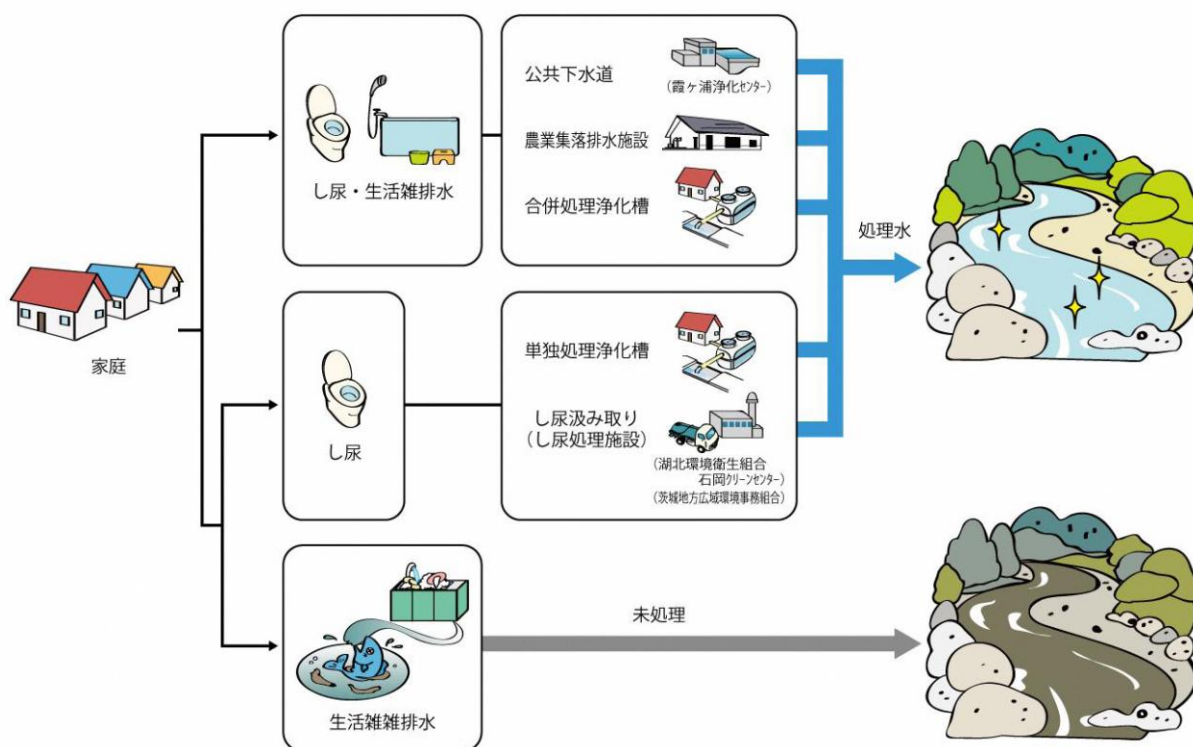 家庭
し尿・生活雑排水
公共下水道
(霞ヶ浦浄化センター)
農業集落排水施設
合併処理浄化槽
処理水
し尿
単独処理浄化槽
し尿汲み取り
(し尿処理施設)
(湖北環境衛生組合
石岡クリーンセンター)
(茨城地方広域環境事務組合)
生活雑雑排水
未処理